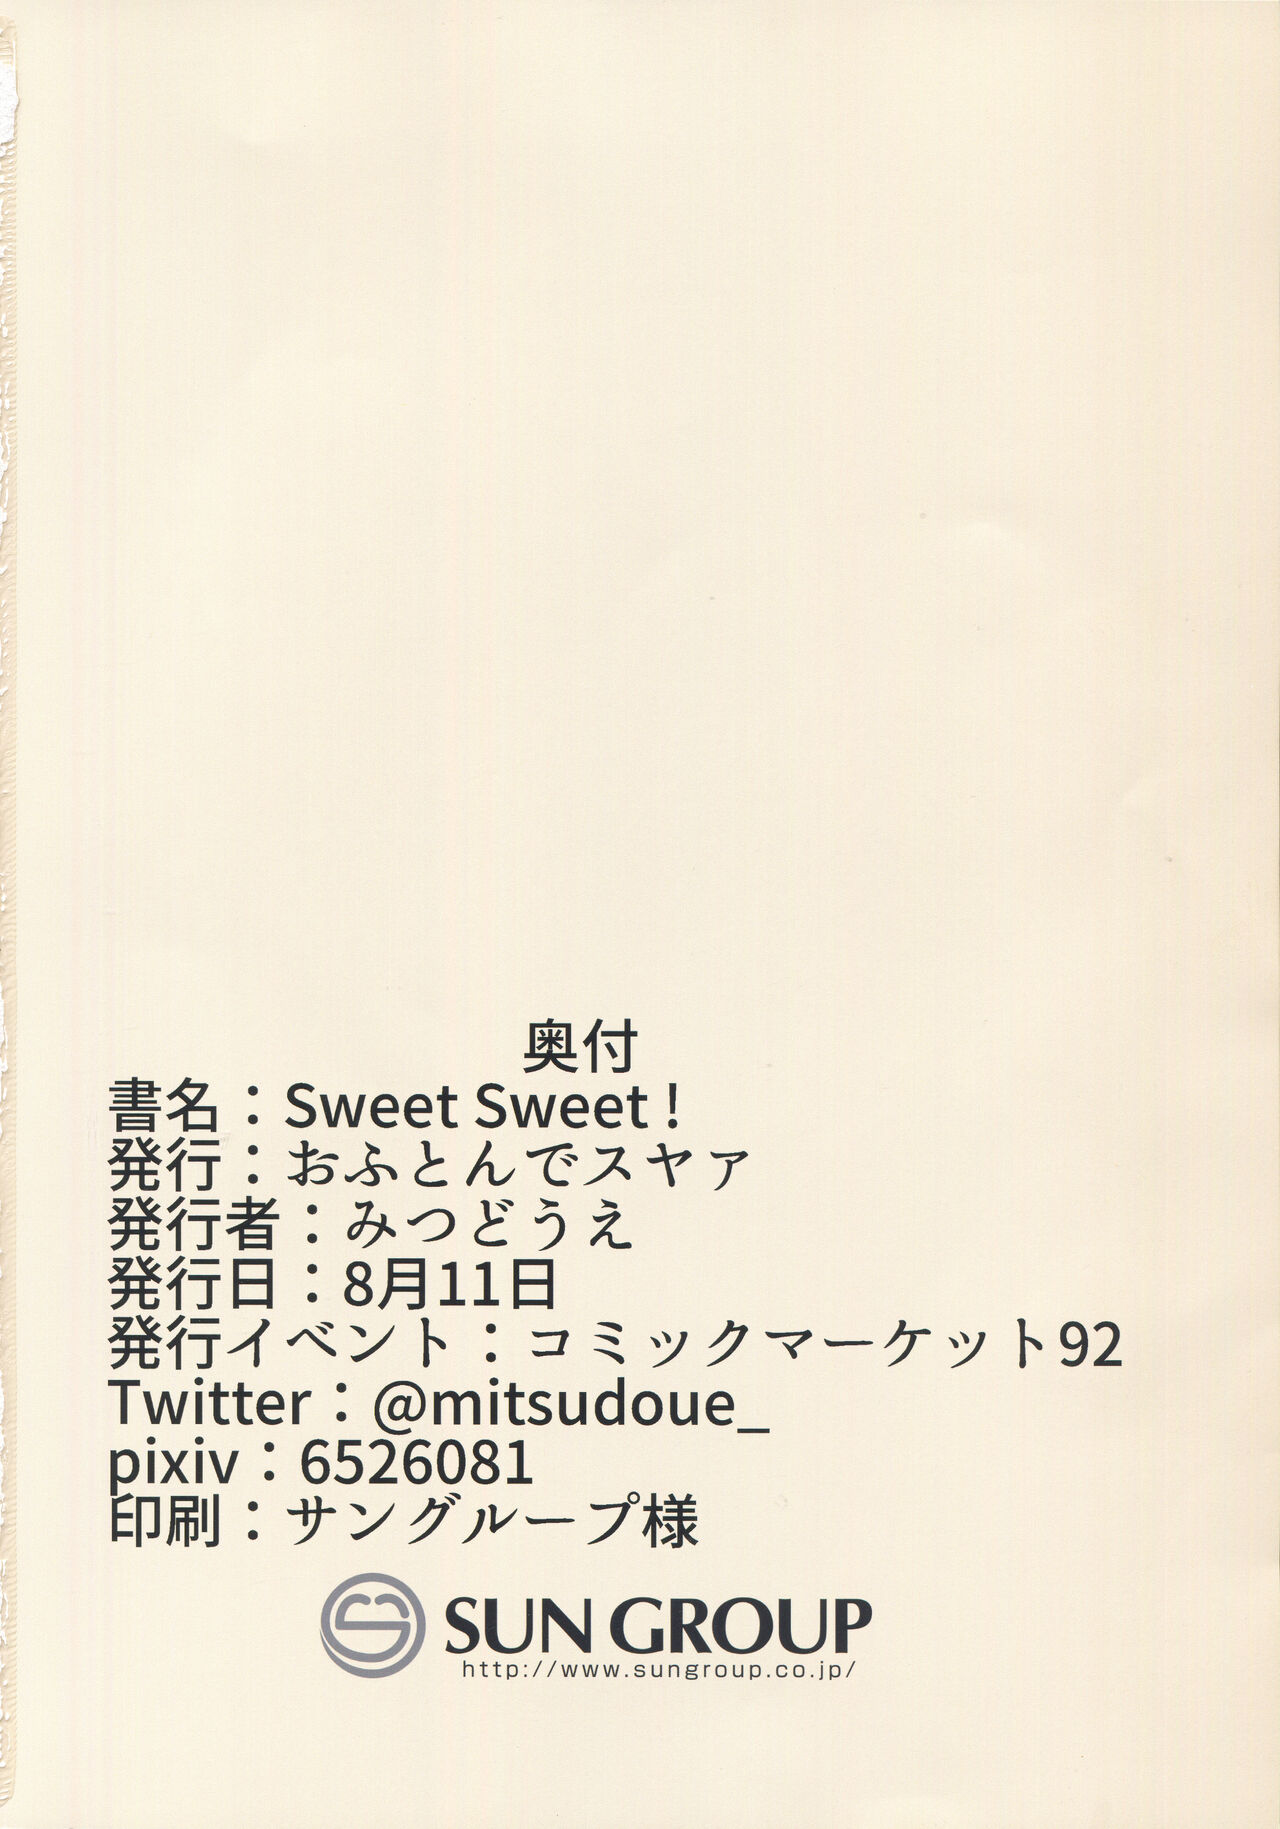 奥付
書名：Sweet Sweet！
発行：おふとんでスヤァ
発行者：みつどうえ
発行日：8月11日
発行イベント：コミックマーケット92
Twitter：@mitsudoue_
pixiv：6526081
印刷：サングループ様
SUN GROUP
http://www.sungroup.co.jp/